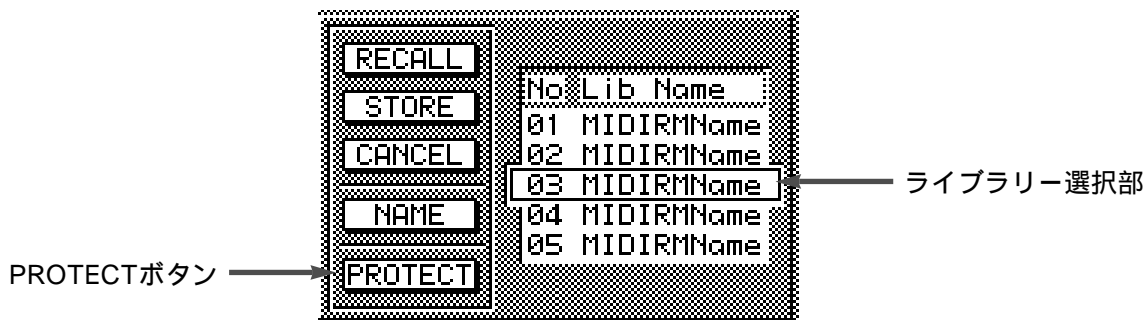 RECALL
STORE
CANCEL
NAME
PROTECT
No Lib Name
01 MIDIRMName
02 MIDIRMName
03 MIDIRMName
04 MIDIRMName
05 MIDIRMName
ライブラリー選択部
PROTECTボタン